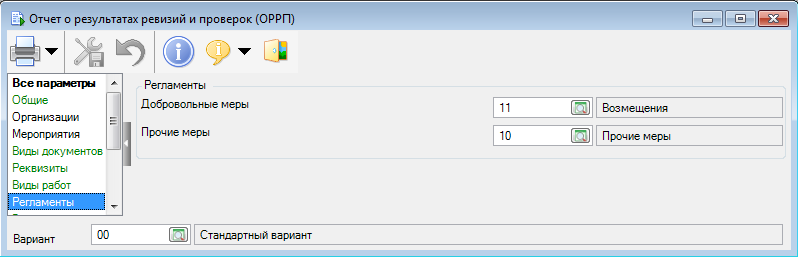 Отчет о результатах ревизий и проверок (ОРРП)
Все параметры
Общие
Организации
Мероприятия
Виды документов
Реквизиты
Виды работ
Регламенты
Регламенты
Добровольные меры 11 Возмещения
Прочие меры 10 Прочие меры
Вариант 00 Стандартный вариант